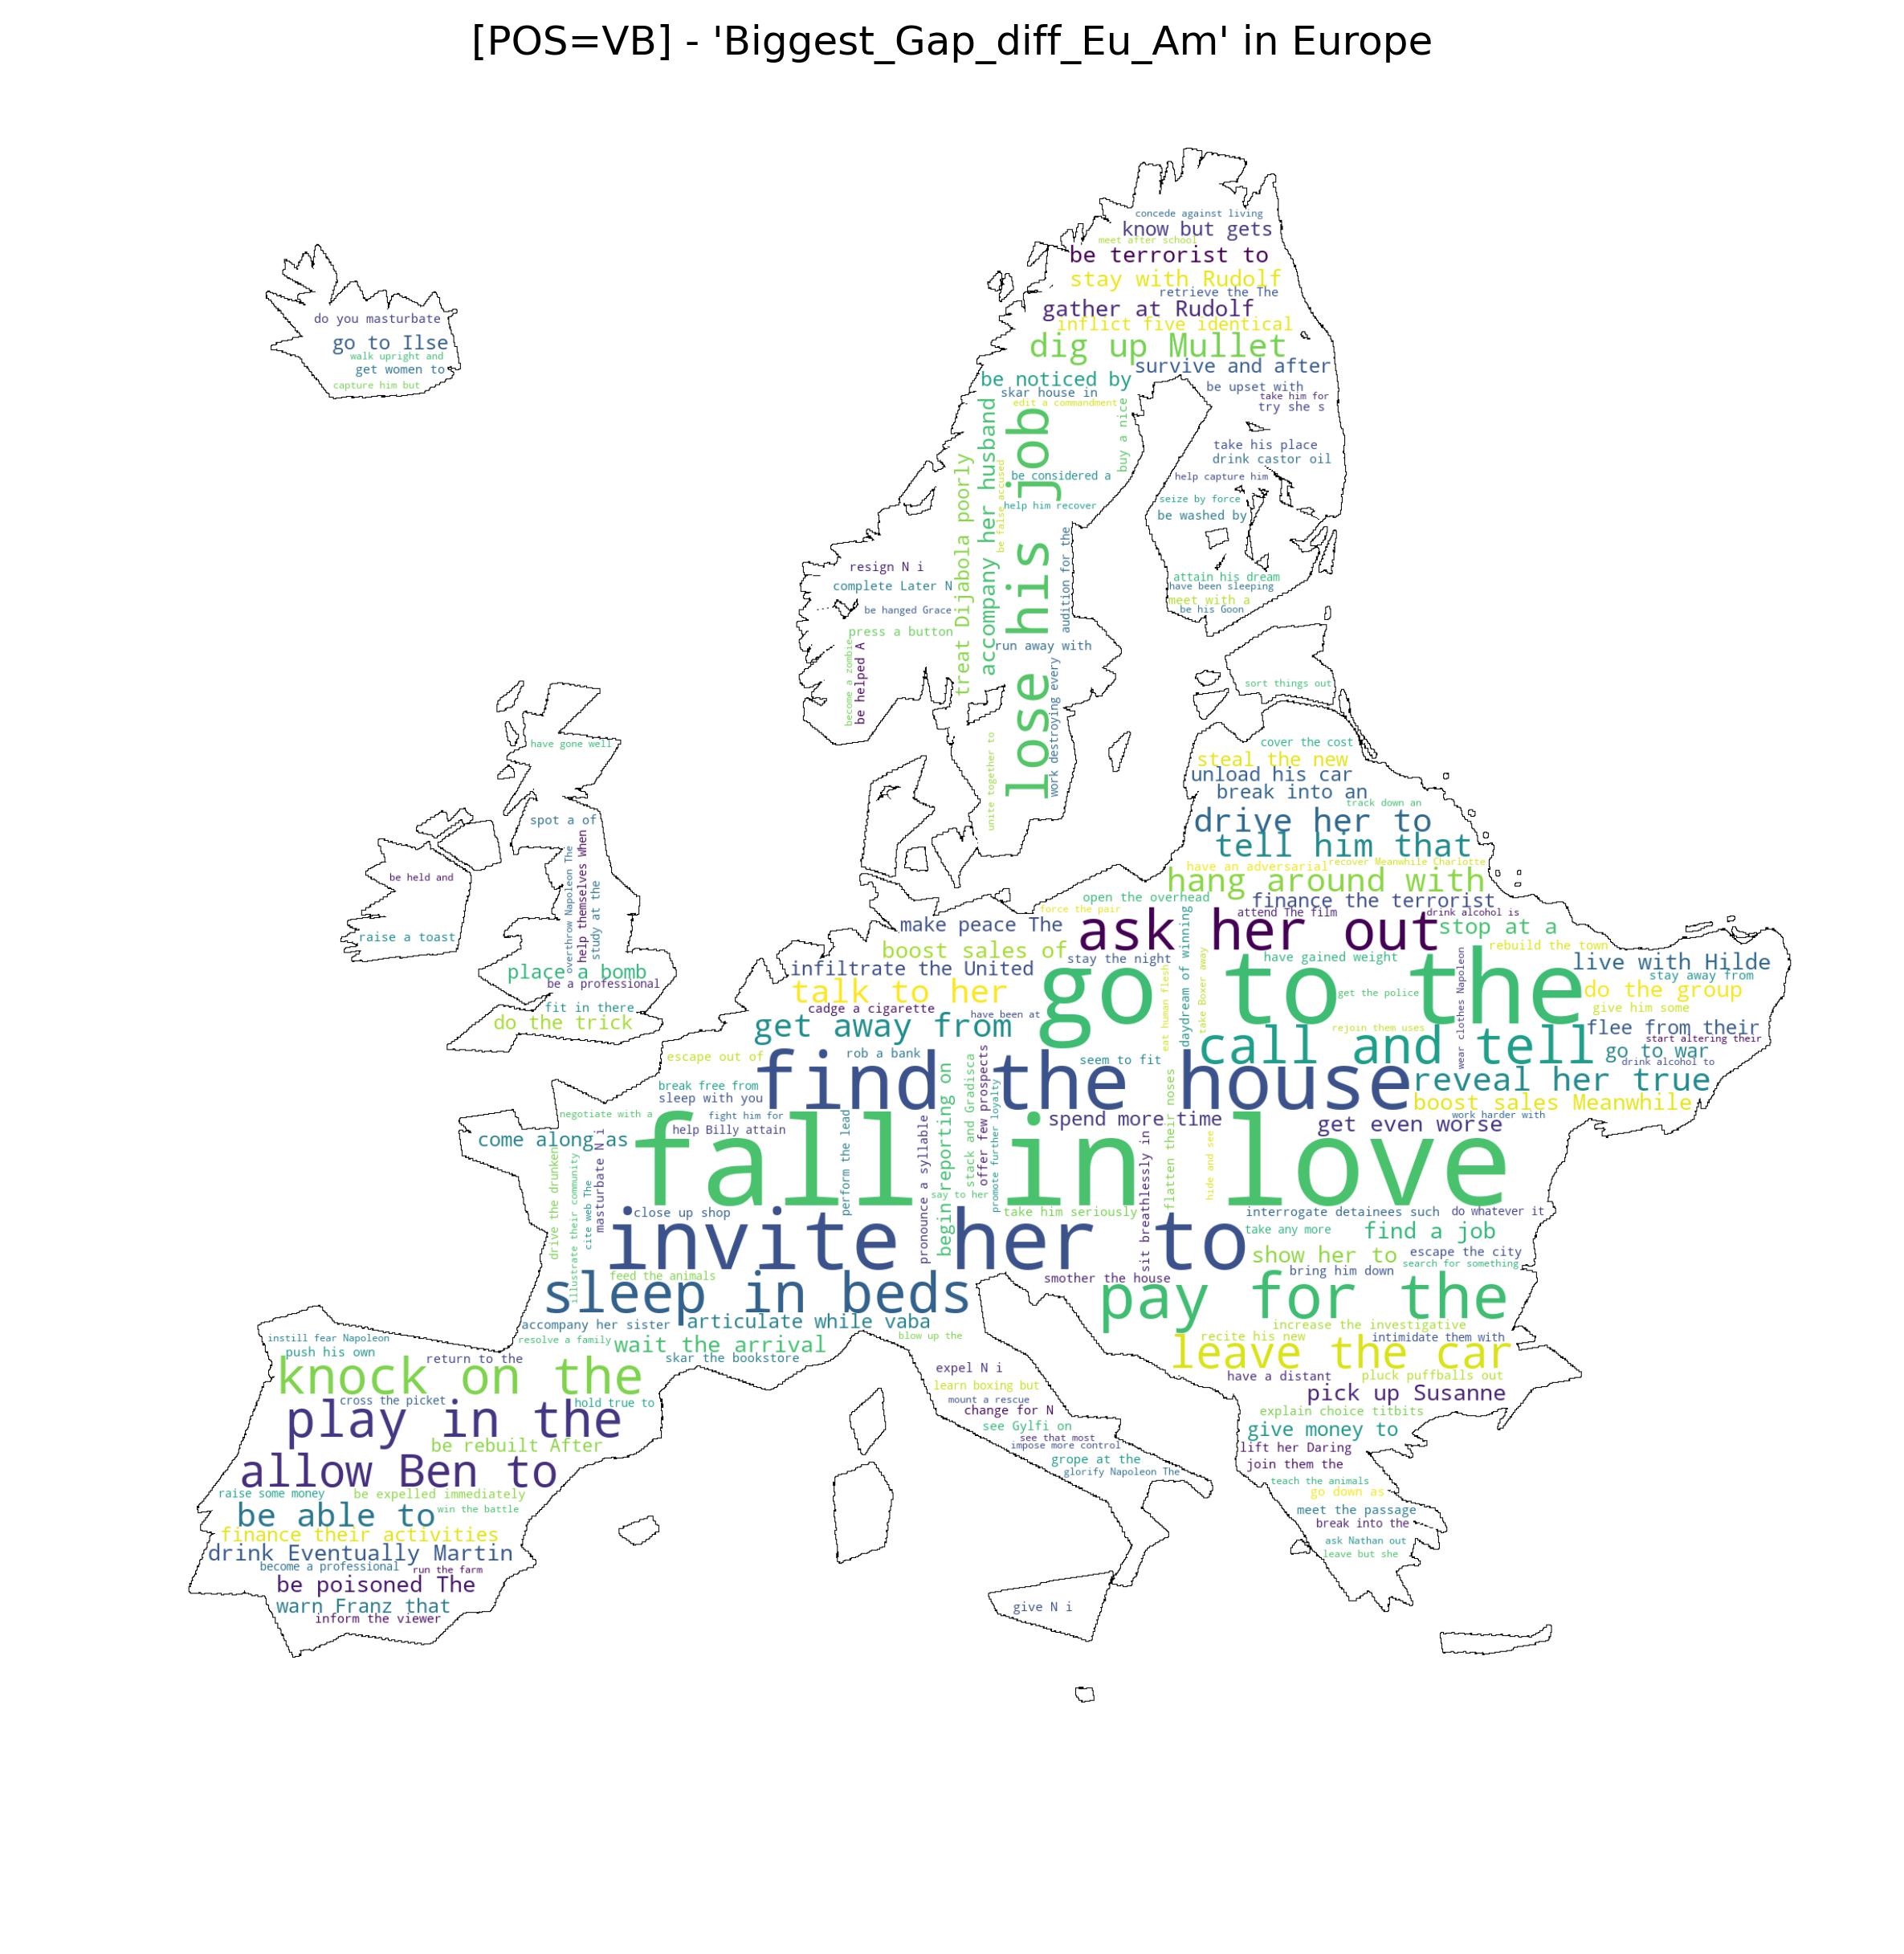 [POS=VB] - 'Biggest_Gap_diff_Eu_Am' in Europe
concede against living
know but gets
meet after school
be terrorist to
stay with Rudolf
retrieve the The
gather at Rudolf
inflict five identical
dig up Mullet
survive and after
be noticed by
be upset with
skar house in
take him for
edit a commandment
try she s
buy a nice
take his place
drink castor oil
be considered a
help capture him
seize by force
help him recover
be washed by
lose his job
accompany her husband
treat Dijabola poorly
be false accused
audition for the
attain his dream
have been sleeping
meet with a
be his Goon
run away with
work destroying every
unite together to
resign N i
complete Later N
be hanged Grace
press a button
become a zombie
be helped A
sort things out
do you masturbate
go to Ilse
walk upright and
get women to
capture him but
have gone well
spot a of
overthrow Napoleon The
help themselves When
study at the
be held and
raise a toast
place a bomb
be a professional
fit in there
do the trick
cover the cost
steal the new
unload his car
break into an
track down an
drive her to
tell him that
have an adversarial
recover Meanwhile Charlotte
hang around with
open the overhead
finance the terrorist
force the pair
attend The film
drink alcohol is
make peace The
ask her out
stop at a
boost sales of
stay the night
daydream of winning
have gained weight
rebuild the town
infiltrate the United
go to the
live with Hilde
stay away from
talk to her
eat human flesh
take Boxer away
get the police
wear clothes Napoleon
do the group
cadge a cigarette
have been at
give him some
get away from
rejoin them uses
flee from their
start altering their
escape out of
rob a bank
seem to fit
call and tell
go to war
drink alcohol to
find the house
reveal her true
break free from
sleep with you
boost sales Meanwhile
negotiate with a
fight him for
spend more time
work harder with
come along as
help Billy attain
get even worse
fall in love
perform the lead
pronounce a syllable
begin reporting on
stack and Gradisca
offer few prospects
promote further loyalty
sit breathlessly in
flatten their noses
hide and see
drive the drunken
illustrate their community
cite web The
masturbate N i
say to her
close up shop
take him seriously
interrogate detainees such
do whatever it
invite her to
take any more
find a job
show her to
escape the city
search for something
feed the animals
smother the house
bring him down
sleep in beds
pay for the
accompany her sister
articulate while vaba
increase the investigative
resolve a family
wait the arrival
blow up the
recite his new
intimidate them with
skar the bookstore
leave the car
instill fear Napoleon
push his own
return to the
expel N i
have a distant
pluck puffballs out
knock on the
learn boxing but
pick up Susanne
cross the picket
hold true to
mount a rescue
change for N
explain choice titbits
play in the
see Gylfi on
give money to
be rebuilt After
see that most
impose more control
lift her Daring
allow Ben to
grope at the
join them the
glorify Napoleon The
teach the animals
raise some money
be expelled immediately
go down as
be able to
win the battle
meet the passage
finance their activities
break into the
drink Eventually Martin
ask Nathan out
leave but she
become a professional
run the farm
be poisoned The
warn Franz that
give N i
inform the viewer